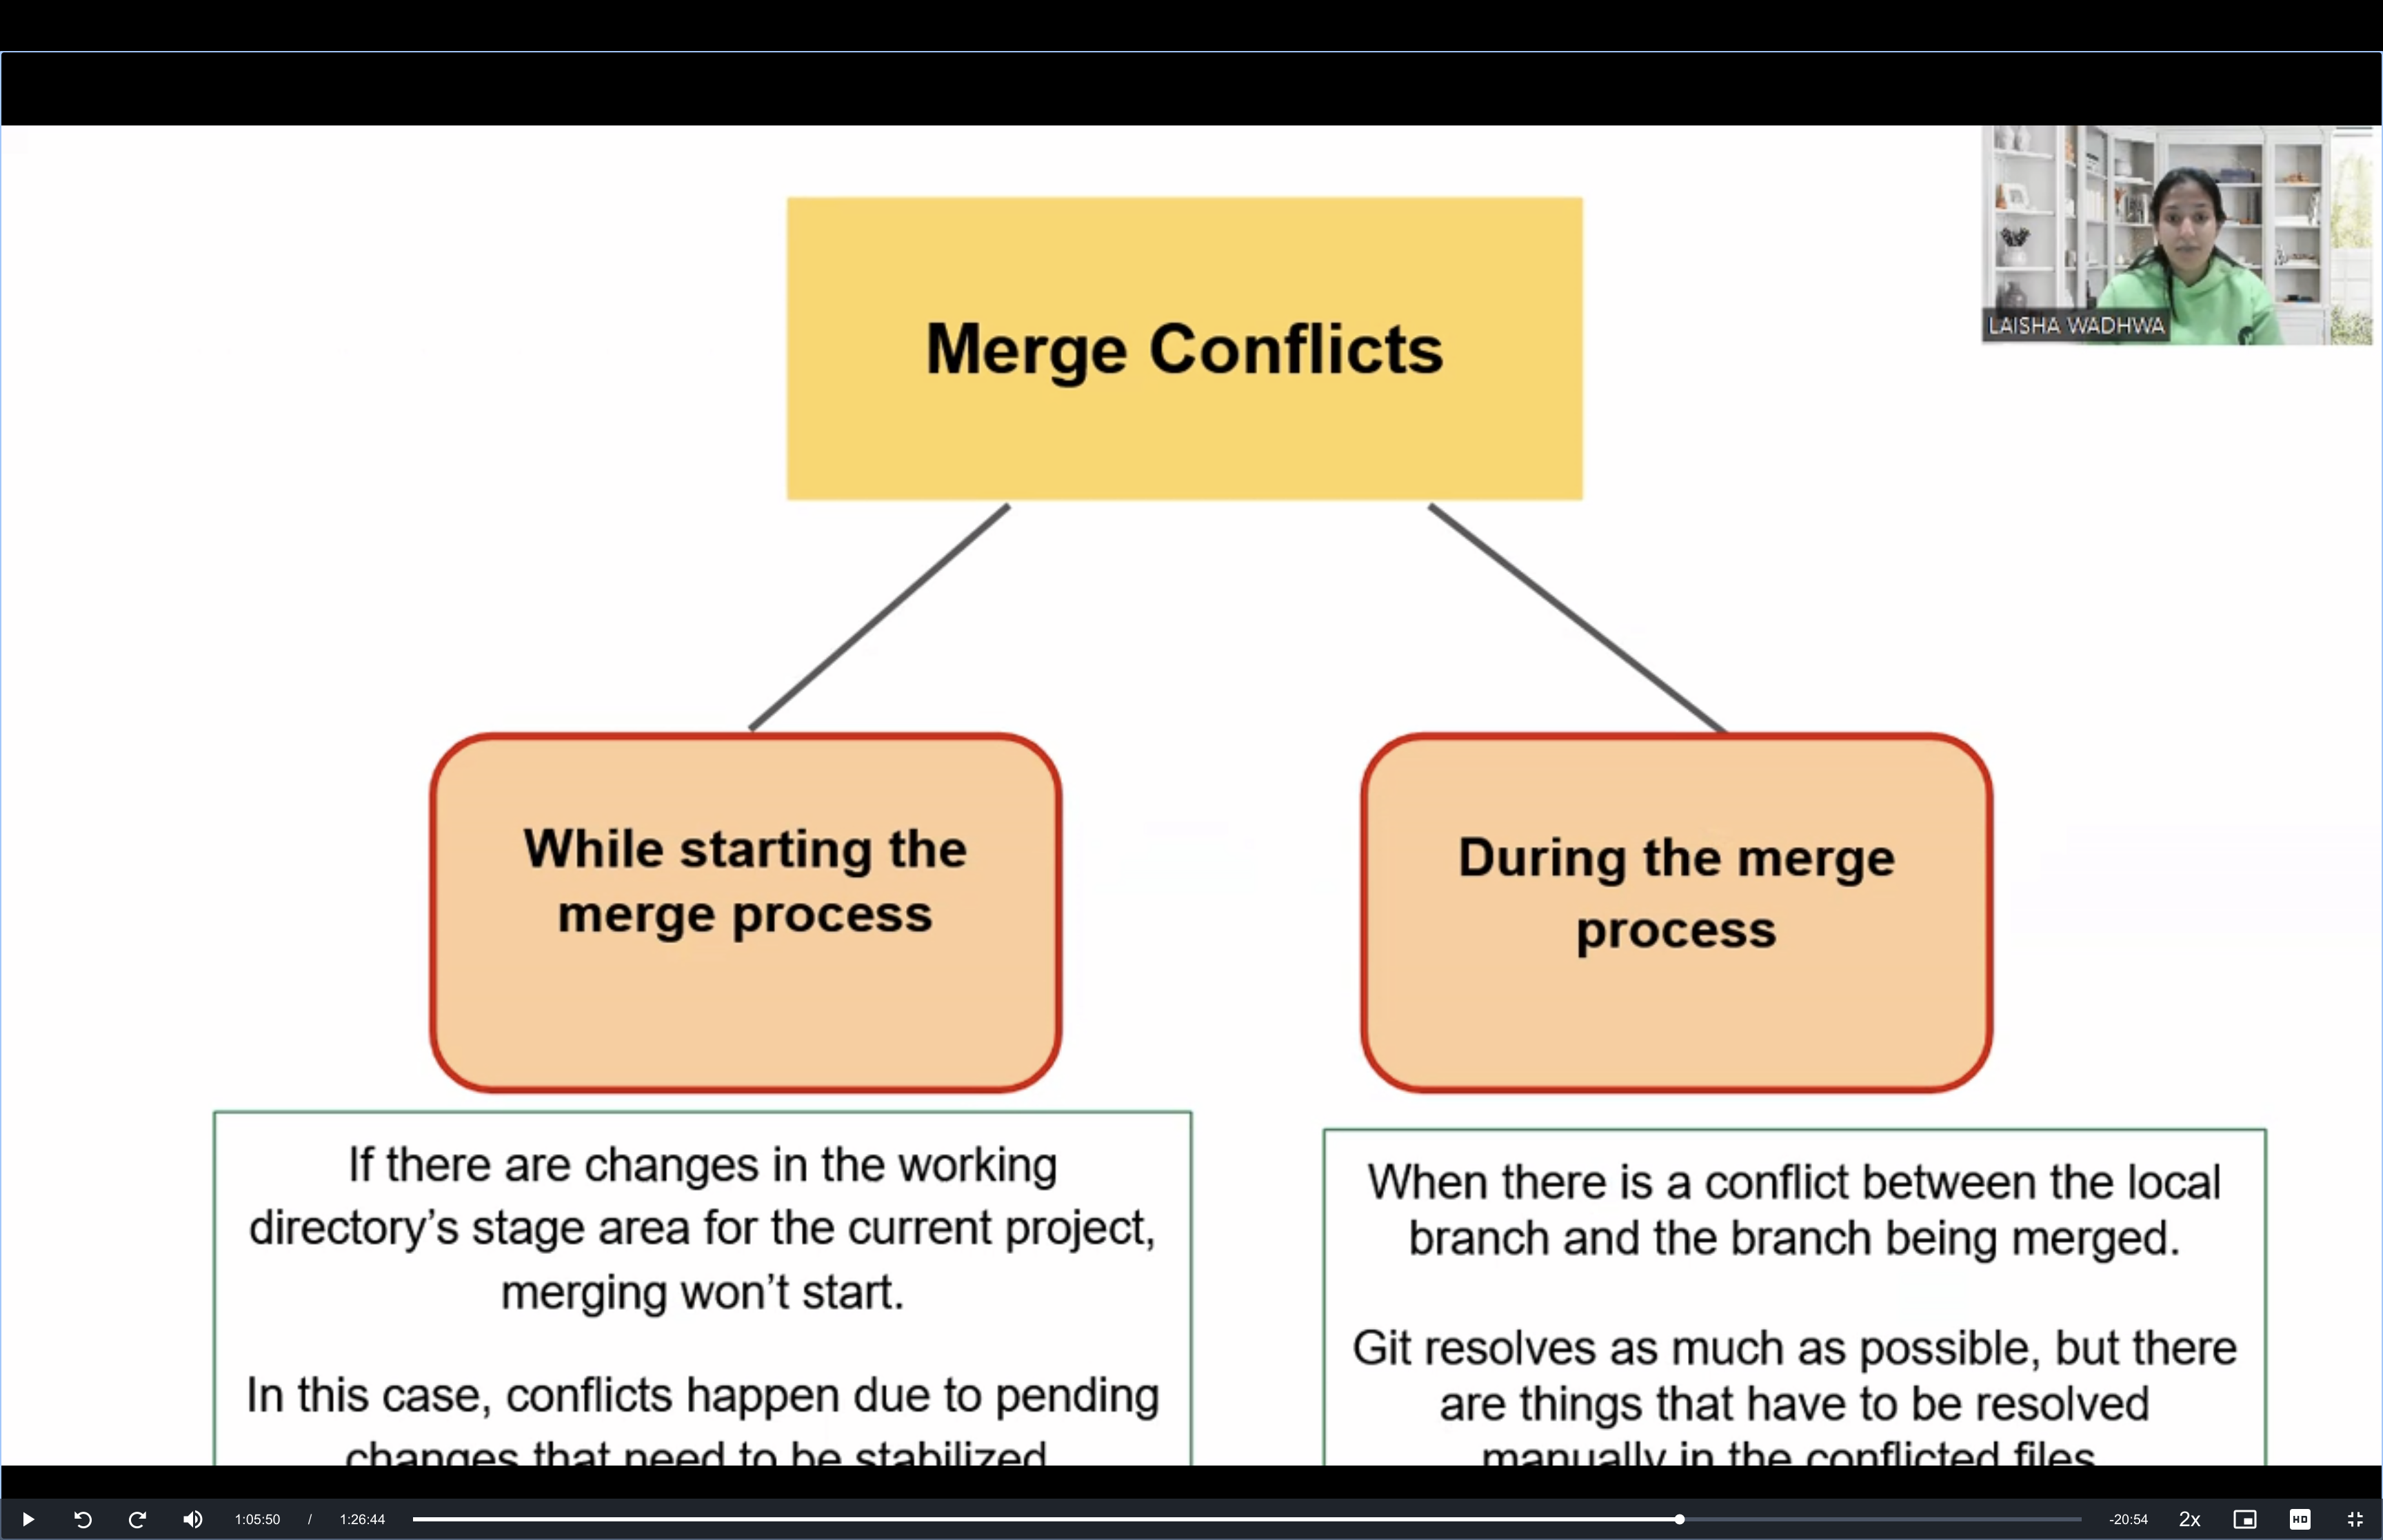 Merge Conflicts
LAISHA WADHWA
While starting the
merge process
During the merge
process
If there are changes in the working
directory’s stage area for the current project,
merging won’t start.
In this case, conflicts happen due to pending
changes that need to be stabilized
When there is a conflict between the local
branch and the branch being merged.
Git resolves as much as possible, but there
are things that have to be resolved
manually in the conflicted files
1:05:50 / 1:26:44 -20:54 2x HD